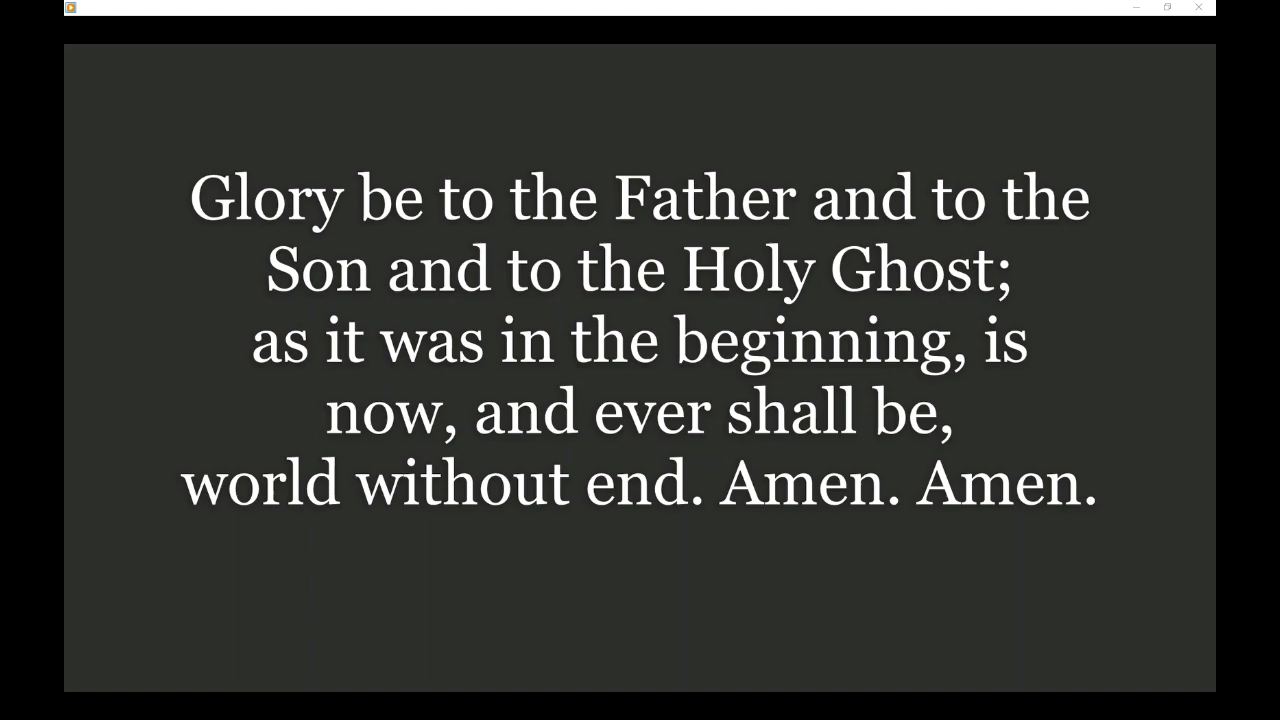 Glory be to the Father and to the
Son and to the Holy Ghost;
as it was in the beginning, is
now, and ever shall be,
world without end. Amen. Amen.